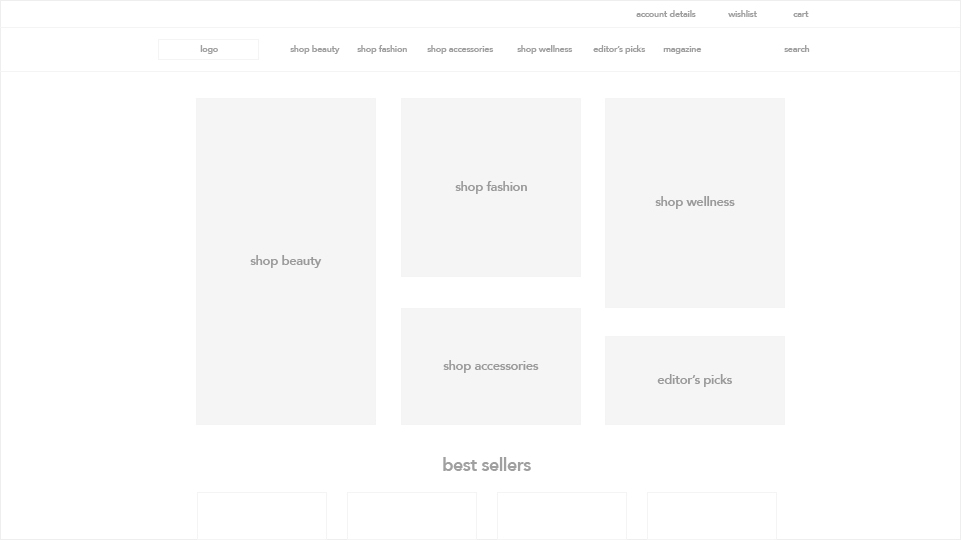 account details wishlist cart
logo shop beauty shop fashion shop accessories shop wellness editor's picks magazine search
shop beauty
shop fashion
shop accessories
shop wellness
editor's picks
best sellers